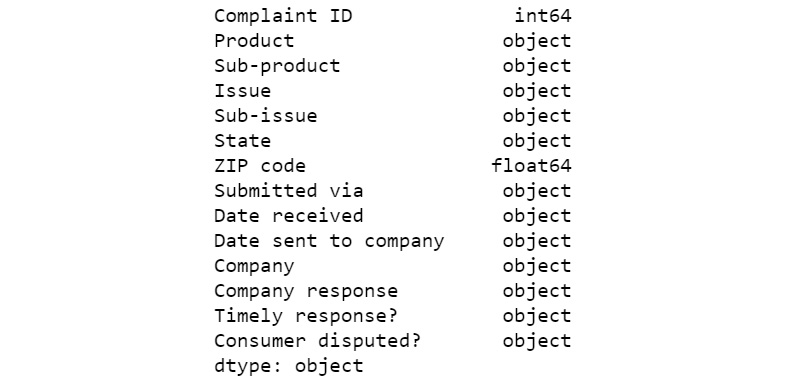 Complaint ID int64
Product object
Sub-product object
Issue object
Sub-issue object
State object
ZIP code float64
Submitted via object
Date received object
Date sent to company object
Company object
Company response object
Timely response? object
Consumer disputed? object
dtype: object